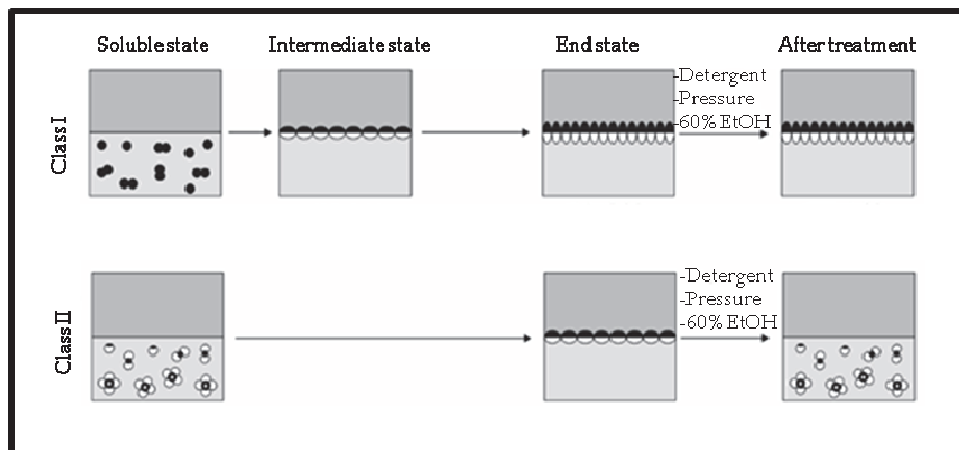 Soluble state
Intermediate state
End state
After treatment
Class I
-Detergent
-Pressure
-60% EtOH
Class II
-Detergent
-Pressure
-60% EtOH